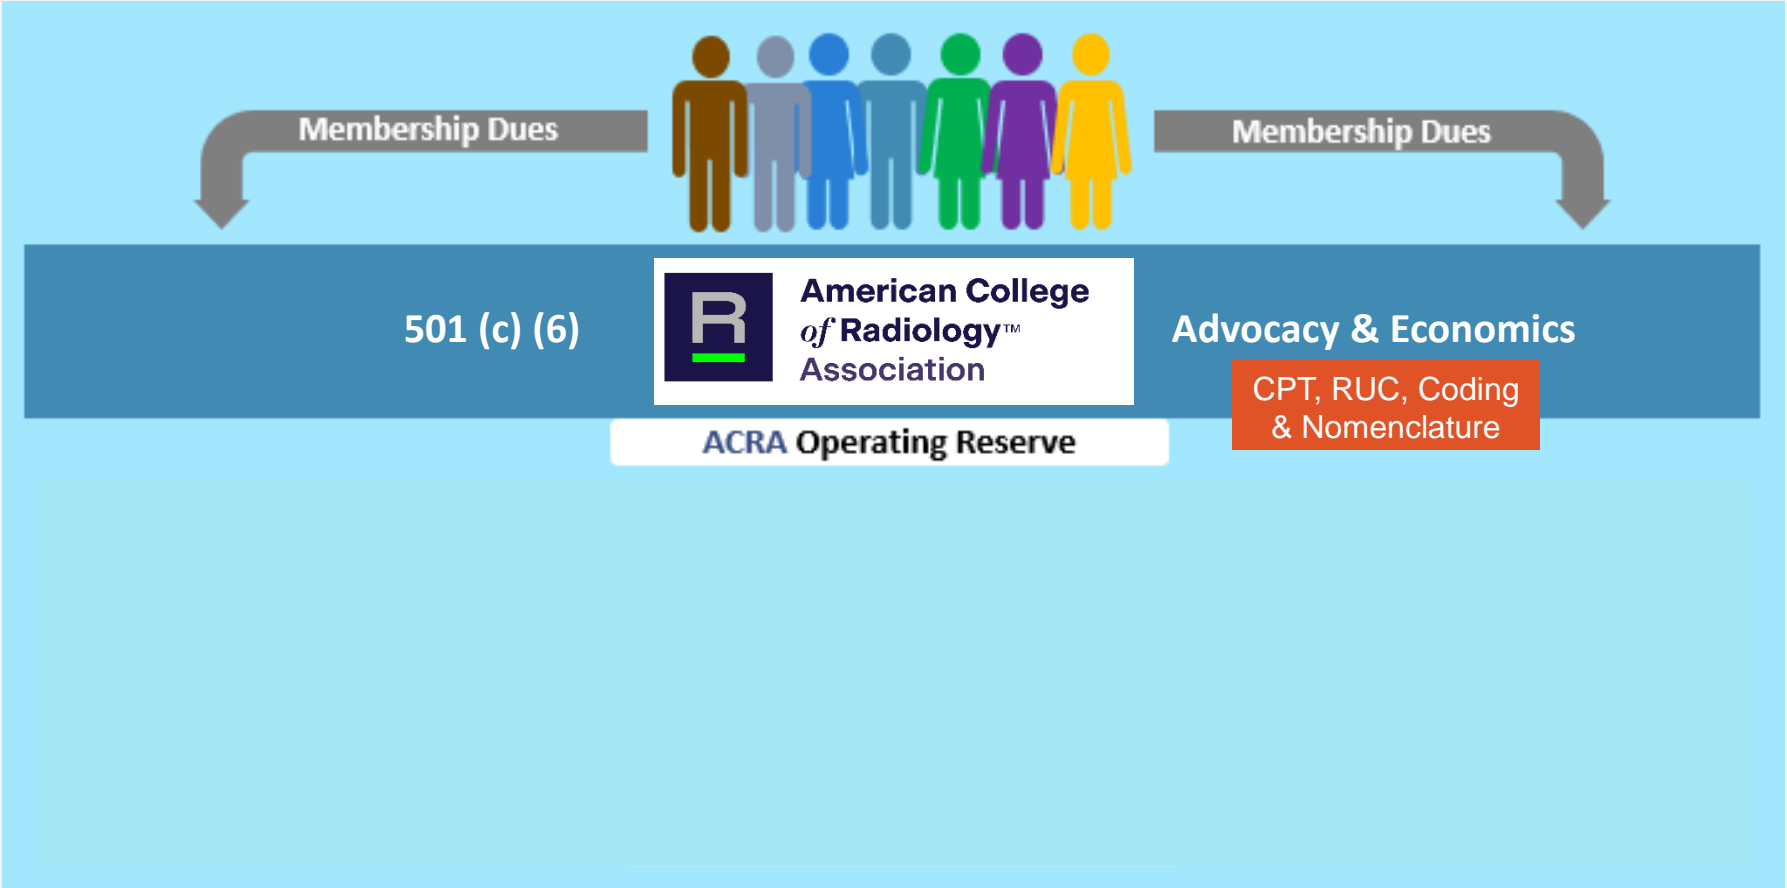 Membership Dues
Membership Dues
501 (c) (6)
R
American College
of Radiology™
Association
Advocacy & Economics
CPT, RUC, Coding
& Nomenclature
ACRA Operating Reserve